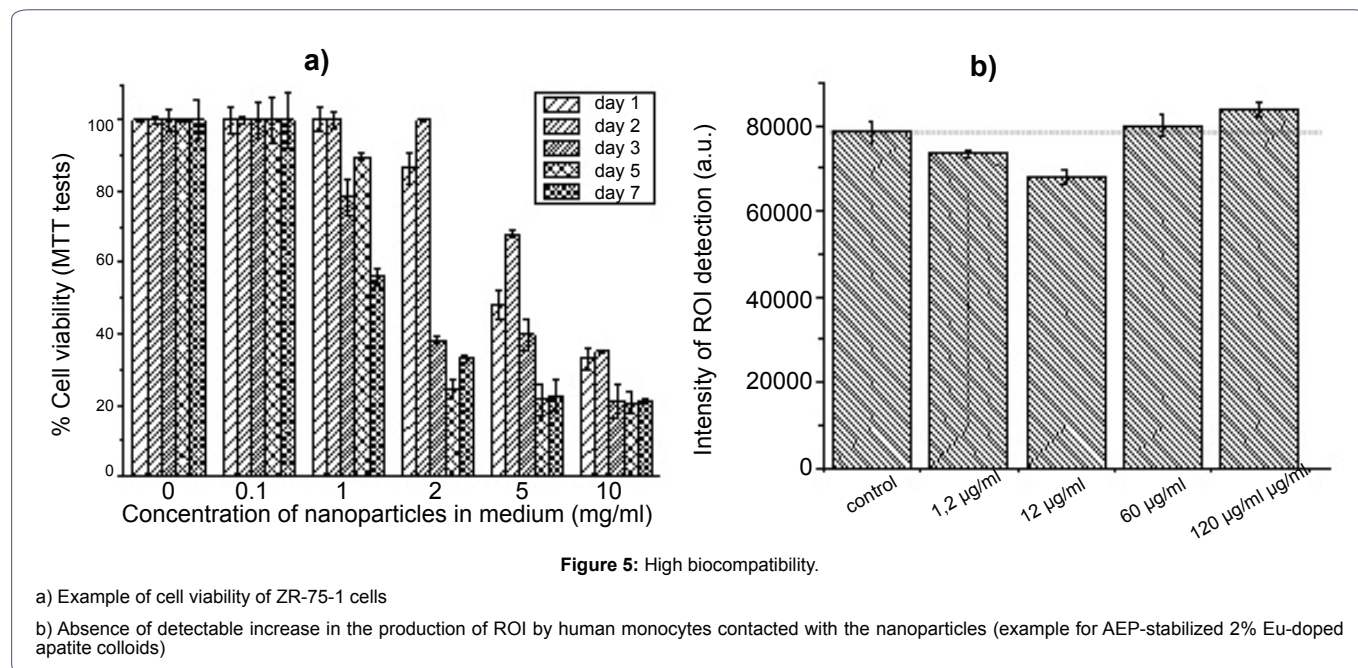 a)
% Cell viability (MTT tests)
100
80
60
40
20
0
day 1
day 2
day 3
day 5
day 7
0 0.1 1 2 5 10
Concentration of nanoparticles in medium (mg/ml)
b)
Intensity of ROI detection (a.u.)
80000
60000
40000
20000
0
control
1,2 µg/ml
12 µg/ml
60 µg/ml
120 µg/ml µg/ml
Figure 5: High biocompatibility.
a) Example of cell viability of ZR-75-1 cells
b) Absence of detectable increase in the production of ROI by human monocytes contacted with the nanoparticles (example for AEP-stabilized 2% Eu-doped
apatite colloids)